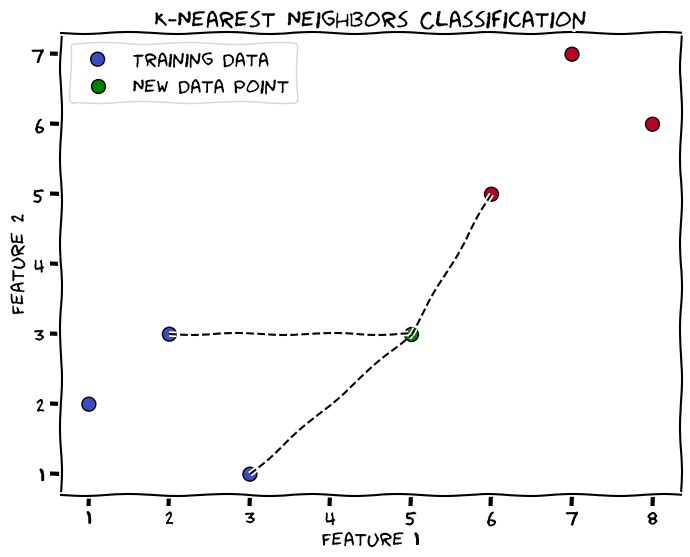 K-NEAREST NEIGHBORS CLASSIFICATION
TRAINING DATA
NEW DATA POINT
FEATURE 2
7
6
5
4
3
2
1
1 2 3 4 5 6 7 8
FEATURE 1